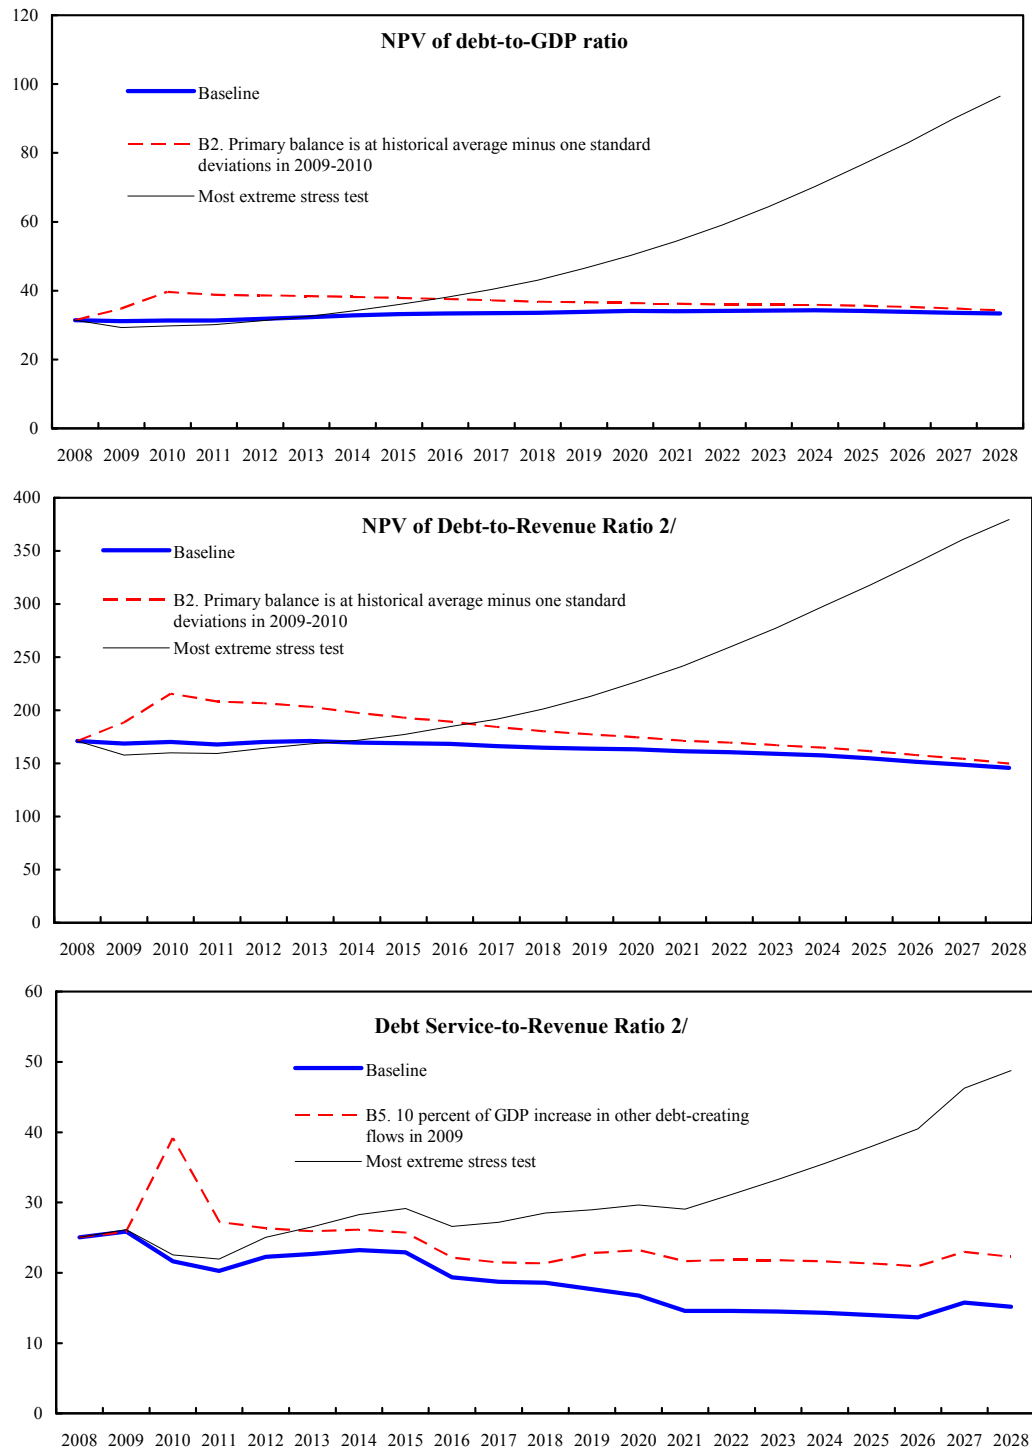 NPV of debt-to-GDP ratio
120
100
80
60
40
20
0
Baseline
B2. Primary balance is at historical average minus one standard
deviations in 2009-2010
Most extreme stress test
2008 2009 2010 2011 2012 2013 2014 2015 2016 2017 2018 2019 2020 2021 2022 2023 2024 2025 2026 2027 2028
NPV of Debt-to-Revenue Ratio 2/
400
350
300
250
200
150
100
50
0
Baseline
B2. Primary balance is at historical average minus one standard
deviations in 2009-2010
Most extreme stress test
2008 2009 2010 2011 2012 2013 2014 2015 2016 2017 2018 2019 2020 2021 2022 2023 2024 2025 2026 2027 2028
Debt Service-to-Revenue Ratio 2/
60
50
40
30
20
10
0
Baseline
B5. 10 percent of GDP increase in other debt-creating
flows in 2009
Most extreme stress test
2008 2009 2010 2011 2012 2013 2014 2015 2016 2017 2018 2019 2020 2021 2022 2023 2024 2025 2026 2027 2028